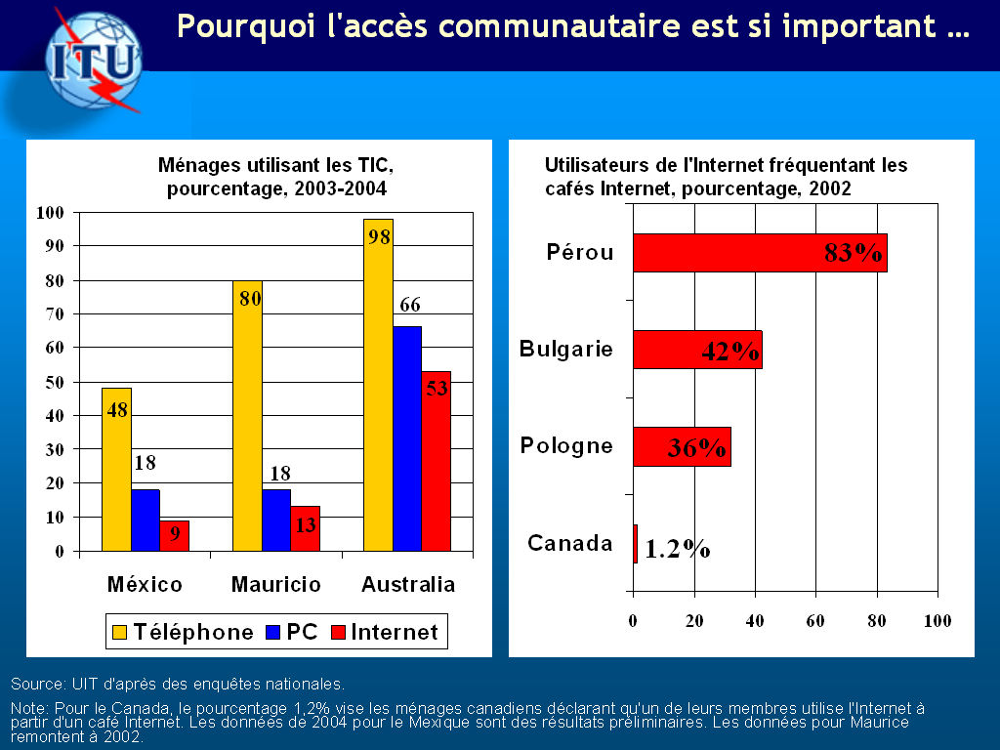 Pourquoi l'accès communautaire est si important …
ITU
Ménages utilisant les TIC,
pourcentage, 2003-2004
100
90
80
70
60
50
40
30
20
10
0
48
18
9
80
18
13
98
66
53
México
Mauricio
Australia
Téléphone PC Internet
Utilisateurs de l'Internet fréquentant les
cafés Internet, pourcentage, 2002
Pérou 83%
Bulgarie 42%
Pologne 36%
Canada 1.2%
0 20 40 60 80 100
Source: UIT d'après des enquêtes nationales.
Note: Pour le Canada, le pourcentage 1,2% vise les ménages canadiens déclarant qu'un de leurs membres utilise l'Internet à
partir d'un café Internet. Les données de 2004 pour le Mexique sont des résultats préliminaires. Les données pour Maurice
remontent à 2002.